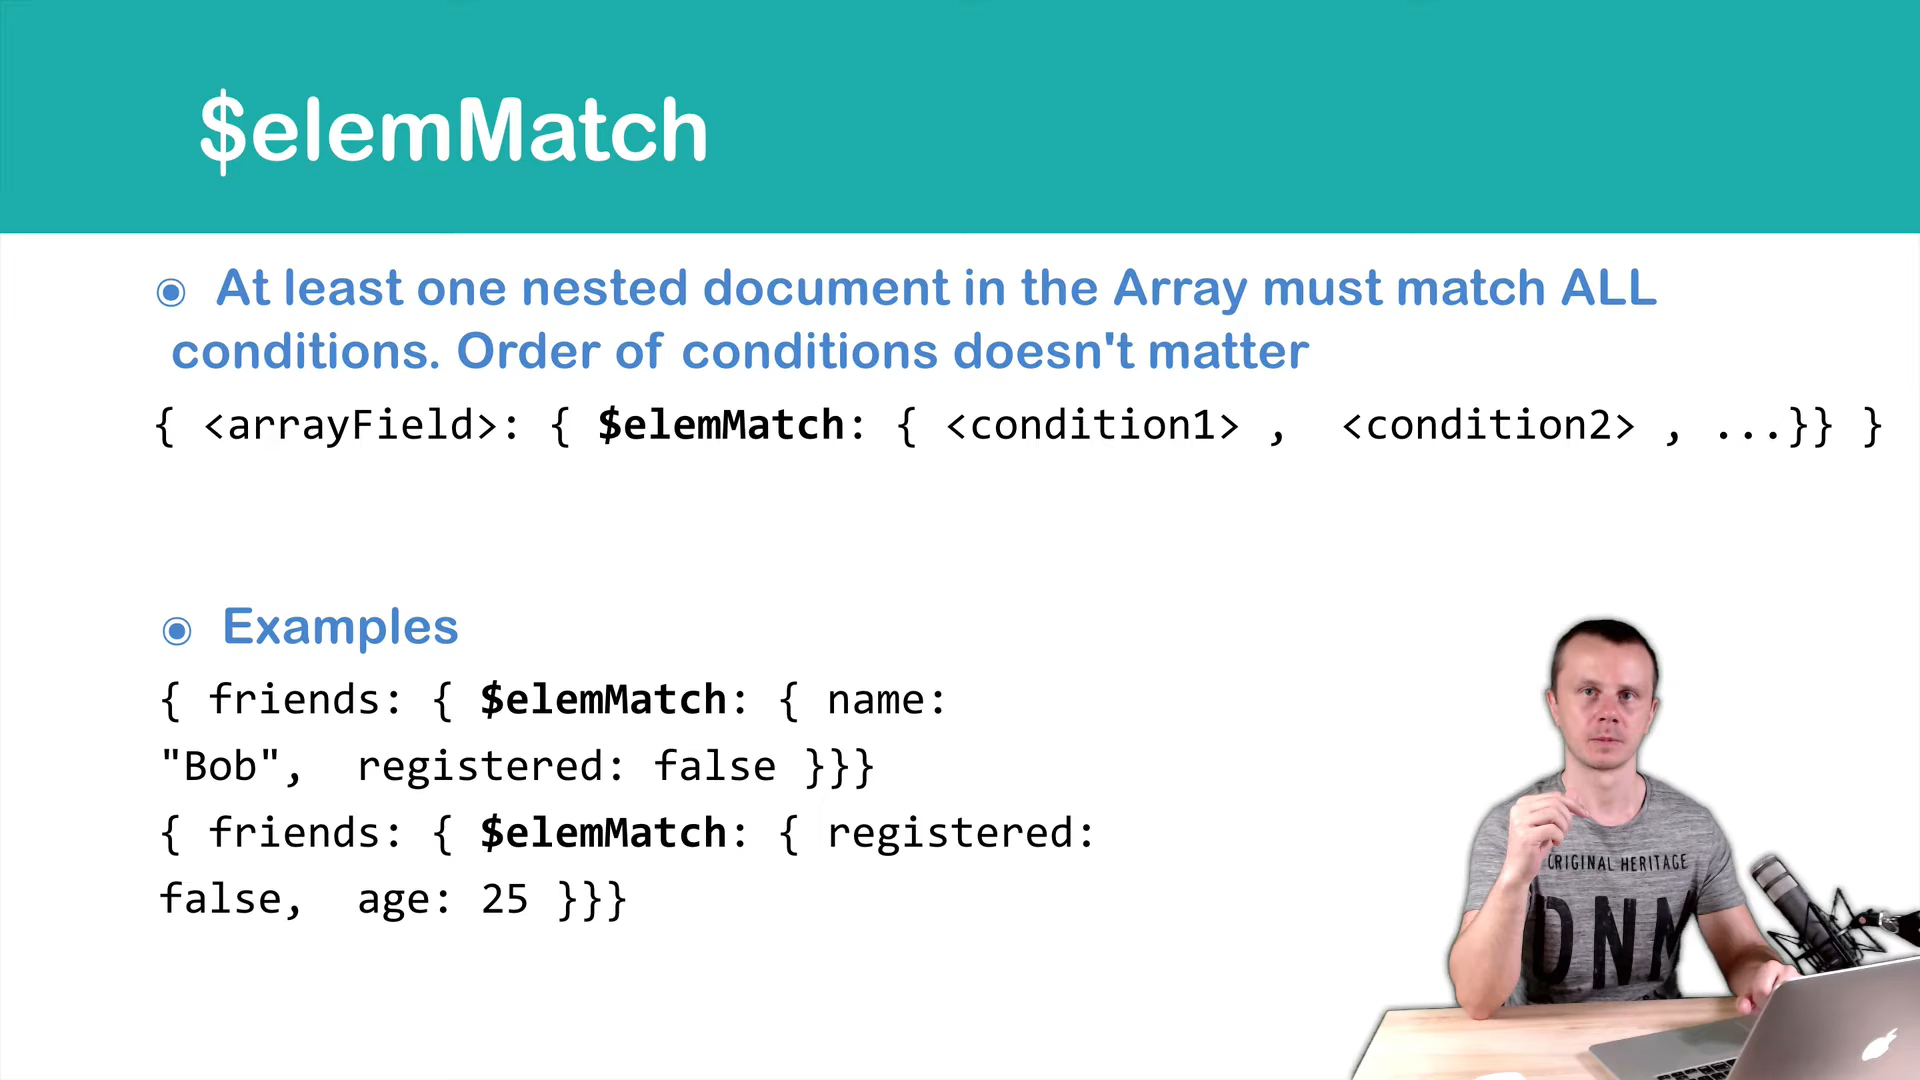 $elemMatch
At least one nested document in the Array must match ALL
conditions. Order of conditions doesn't matter
{ <arrayField>: { $elemMatch: { <condition1> ,  <condition2> , ...}} }
Examples
{ friends: { $elemMatch: { name:
"Bob",  registered: false }}}
{ friends: { $elemMatch: { registered:
false,  age: 25 }}}
ORIGINAL HERITAGE
DNM